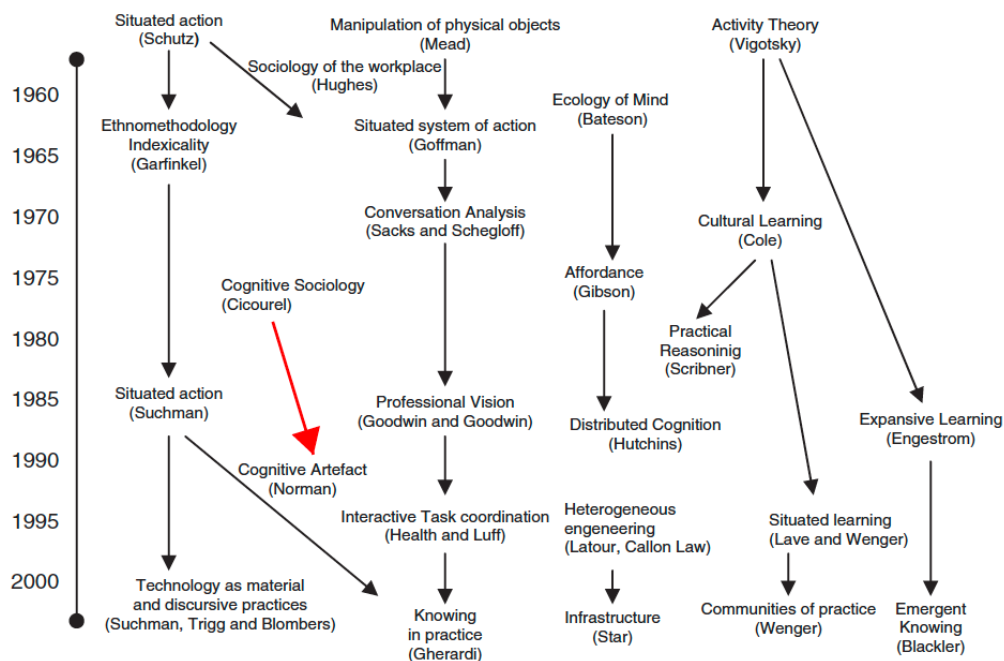 Situated action
(Schutz)
Manipulation of physical objects
(Mead)
Activity Theory
(Vigotsky)
Sociology of the workplace
(Hughes)
1960
Ecology of Mind
(Bateson)
Ethnomethodology
Indexicality
(Garfinkel)
Situated system of action
(Goffman)
1965
1970
Conversation Analysis
(Sacks and Schegloff)
Cultural Learning
(Cole)
1975
Cognitive Sociology
(Cicourel)
Affordance
(Gibson)
1980
Practical
Reasoninig
(Scribner)
1985
Situated action
(Suchman)
Professional Vision
(Goodwin and Goodwin)
Distributed Cognition
(Hutchins)
Expansive Learning
(Engestrom)
1990
Cognitive Artefact
(Norman)
1995
Interactive Task coordination
(Health and Luff)
Heterogeneous
engeneering
(Latour, Callon Law)
Situated learning
(Lave and Wenger)
2000
Technology as material
and discursive practices
(Suchman, Trigg and Blombers)
Knowing
in practice
(Gherardi)
Infrastructure
(Star)
Communities of practice
(Wenger)
Emergent
Knowing
(Blackler)